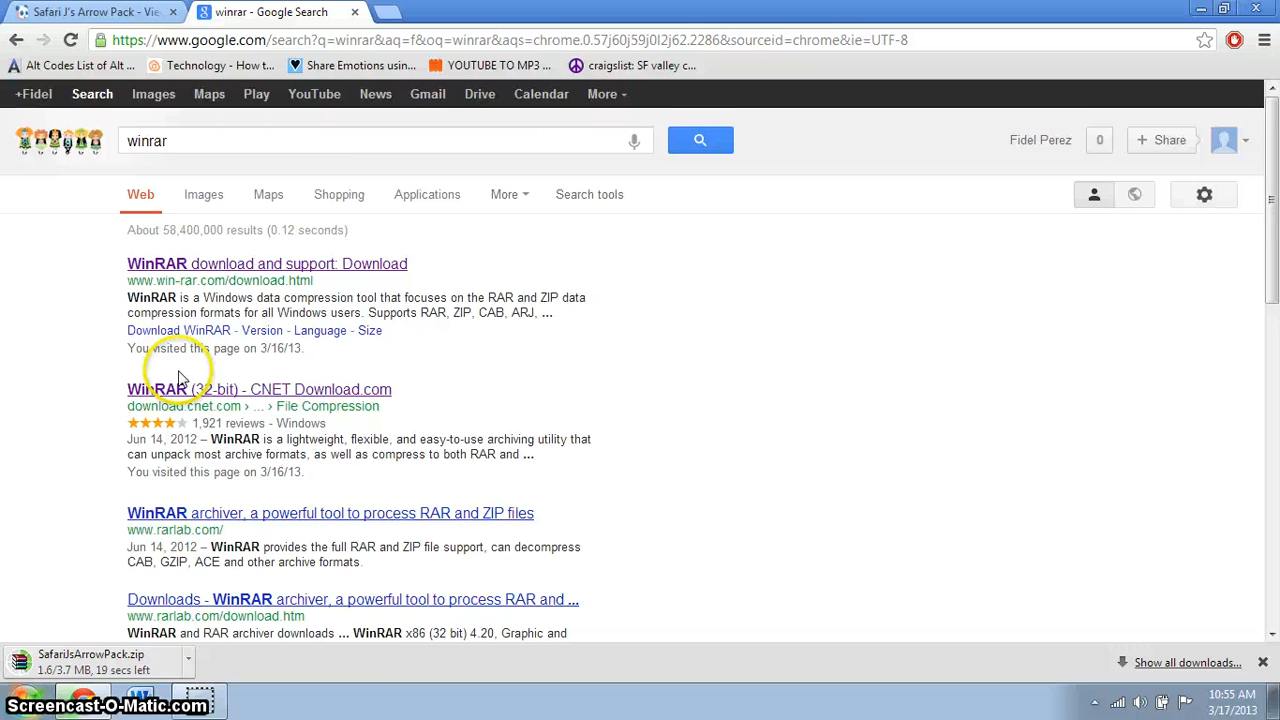 Safari J's Arrow Pack - Vie
winrar - Google Search
https://www.google.com/search?q=winrar&aq=f&oq=winrar&aqs=chrome.0.57j60j59j0l2j62.2286&sourceid=chrome&ie=UTF-8
Alt Codes List of Alt ... Technology - How t... Share Emotions usin... YOUTUBE TO MP3 ... craigslist: SF valley c...
+Fidel Search Images Maps Play YouTube News Gmail Drive Calendar More
winrar
Fidel Perez 0 + Share
Web Images Maps Shopping Applications More Search tools
About 58,400,000 results (0.12 seconds)
WinRAR download and support: Download
www.win-rar.com/download.html
WinRAR is a Windows data compression tool that focuses on the RAR and ZIP data
compression formats for all Windows users. Supports RAR, ZIP, CAB, ARJ, ...
Download WinRAR - Version - Language - Size
You visited this page on 3/16/13.
WinRAR (32-bit) - CNET Download.com
download.cnet.com › ... › File Compression
1,921 reviews - Windows
Jun 14, 2012 – WinRAR is a lightweight, flexible, and easy-to-use archiving utility that
can unpack most archive formats, as well as compress to both RAR and ...
You visited this page on 3/16/13.
WinRAR archiver, a powerful tool to process RAR and ZIP files
www.rarlab.com/
Jun 14, 2012 – WinRAR provides the full RAR and ZIP file support, can decompress
CAB, GZIP, ACE and other archive formats.
Downloads - WinRAR archiver, a powerful tool to process RAR and ...
www.rarlab.com/download.htm
WinRAR and RAR archiver downloads ... WinRAR x86 (32 bit) 4.20, Graphic and
SafariJsArrowPack.zip
1.6/3.7 MB, 19 secs left
Show all downloads...
Screencast-O-Matic.com
10:55 AM
3/17/2013